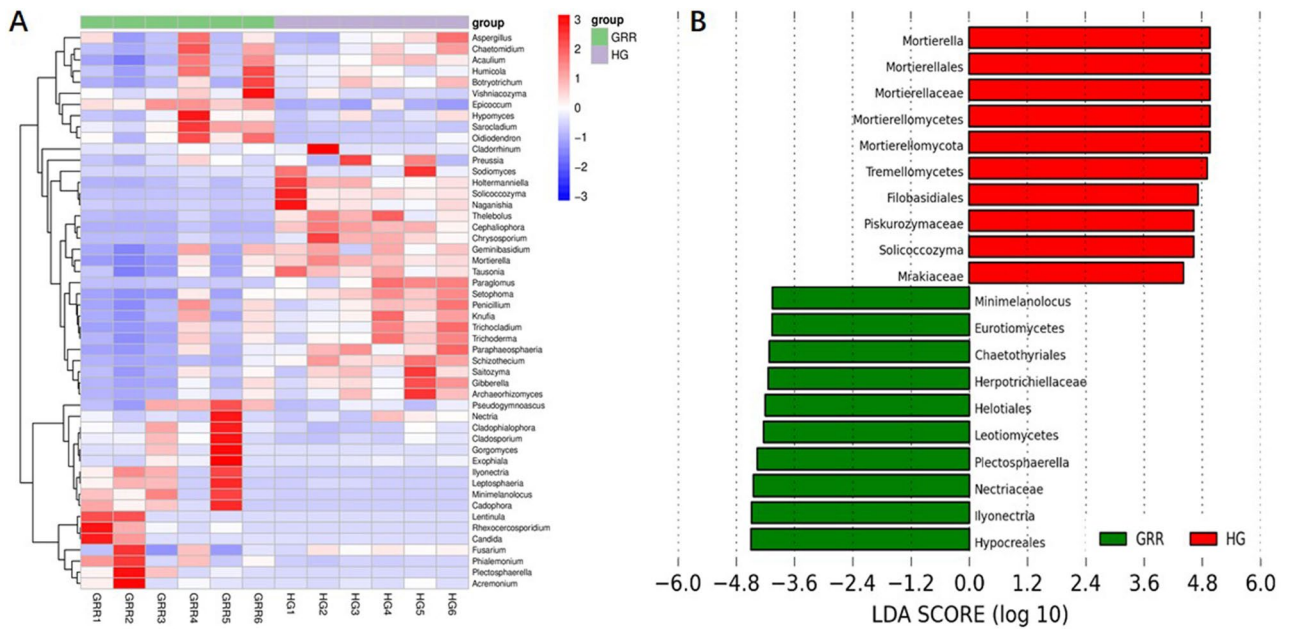 A
group
Aspergillus
Chaetomidium
Acaulium
Humicola
Botryotrichum
Vishniacozyma
Epicoccum
Hypomyces
Sarocladium
Oidiodendron
Cladorrhinum
Preussia
Sodiomyces
Holtermanniella
Solicoccozyma
Naganishia
Thelebolus
Cephaliophora
Chrysosporium
Geminibasidium
Mortierella
Tausonia
Paraglomus
Setophoma
Penicillium
Knufia
Trichocladium
Trichoderma
Paraphaeosphaeria
Schizothecium
Saitozyma
Gibberella
Archaeorhizomyces
Pseudogymnoascus
Nectria
Cladophialophora
Cladosporium
Gorgomyces
Exophiala
Ilyonectria
Leptosphaeria
Minimelanolocus
Cadophora
Lentinula
Rhexocercosporidium
Candida
Fusarium
Phialemonium
Plectosphaerella
Acremonium
GRR1
GRR2
GRR3
GRR4
GRR5
GRR6
HG1
HG2
HG3
HG4
HG5
HG6
3
2
1
0
−1
−2
−3
group
GRR
HG
B
Mortierella
Mortierellales
Mortierellaceae
Mortierellomycetes
Mortierellomycota
Tremellomycetes
Filobasidiales
Piskurozymaceae
Solicoccozyma
Mrakiaceae
Minimelanolocus
Eurotiomycetes
Chaetothyriales
Herpotrichiellaceae
Helotiales
Leotiomycetes
Plectosphaerella
Nectriaceae
Ilyonectria
Hypocreales
GRR HG
−6.0 −4.8 −3.6 −2.4 −1.2 0.0 1.2 2.4 3.6 4.8 6.0
LDA SCORE (log 10)